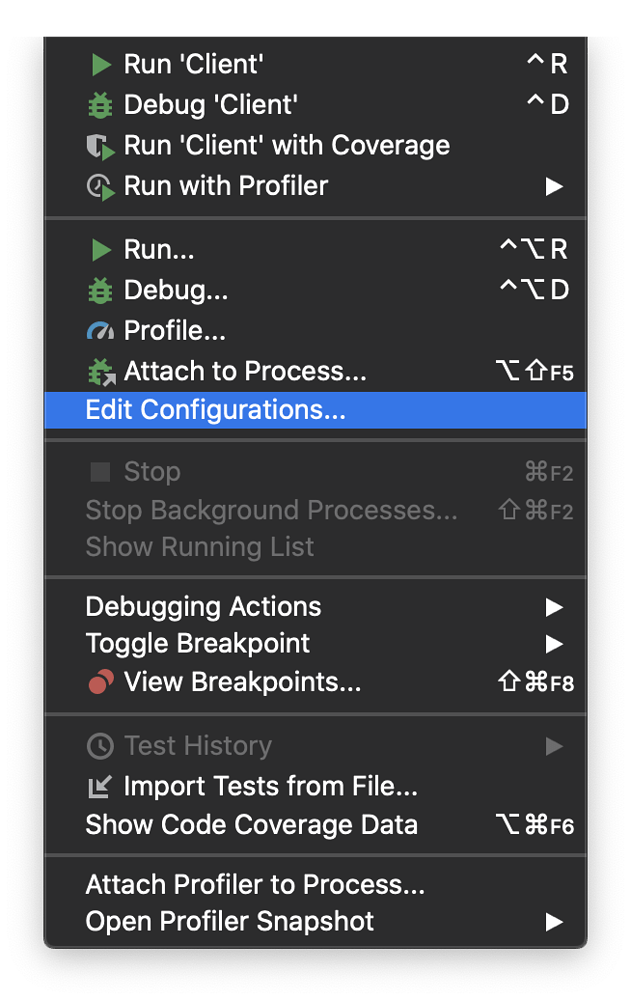 Run 'Client' ^ R
Debug 'Client' ^ D
Run 'Client' with Coverage
Run with Profiler ▶
Run... ^⌥ R
Debug... ^⌥ D
Profile...
Attach to Process... ⌥⇧F5
Edit Configurations...
Stop ⌘F2
Stop Background Processes... ⇧⌘F2
Show Running List
Debugging Actions ▶
Toggle Breakpoint ▶
View Breakpoints... ⇧⌘F8
Test History ▶
Import Tests from File...
Show Code Coverage Data ⌥⌘F6
Attach Profiler to Process...
Open Profiler Snapshot ▶